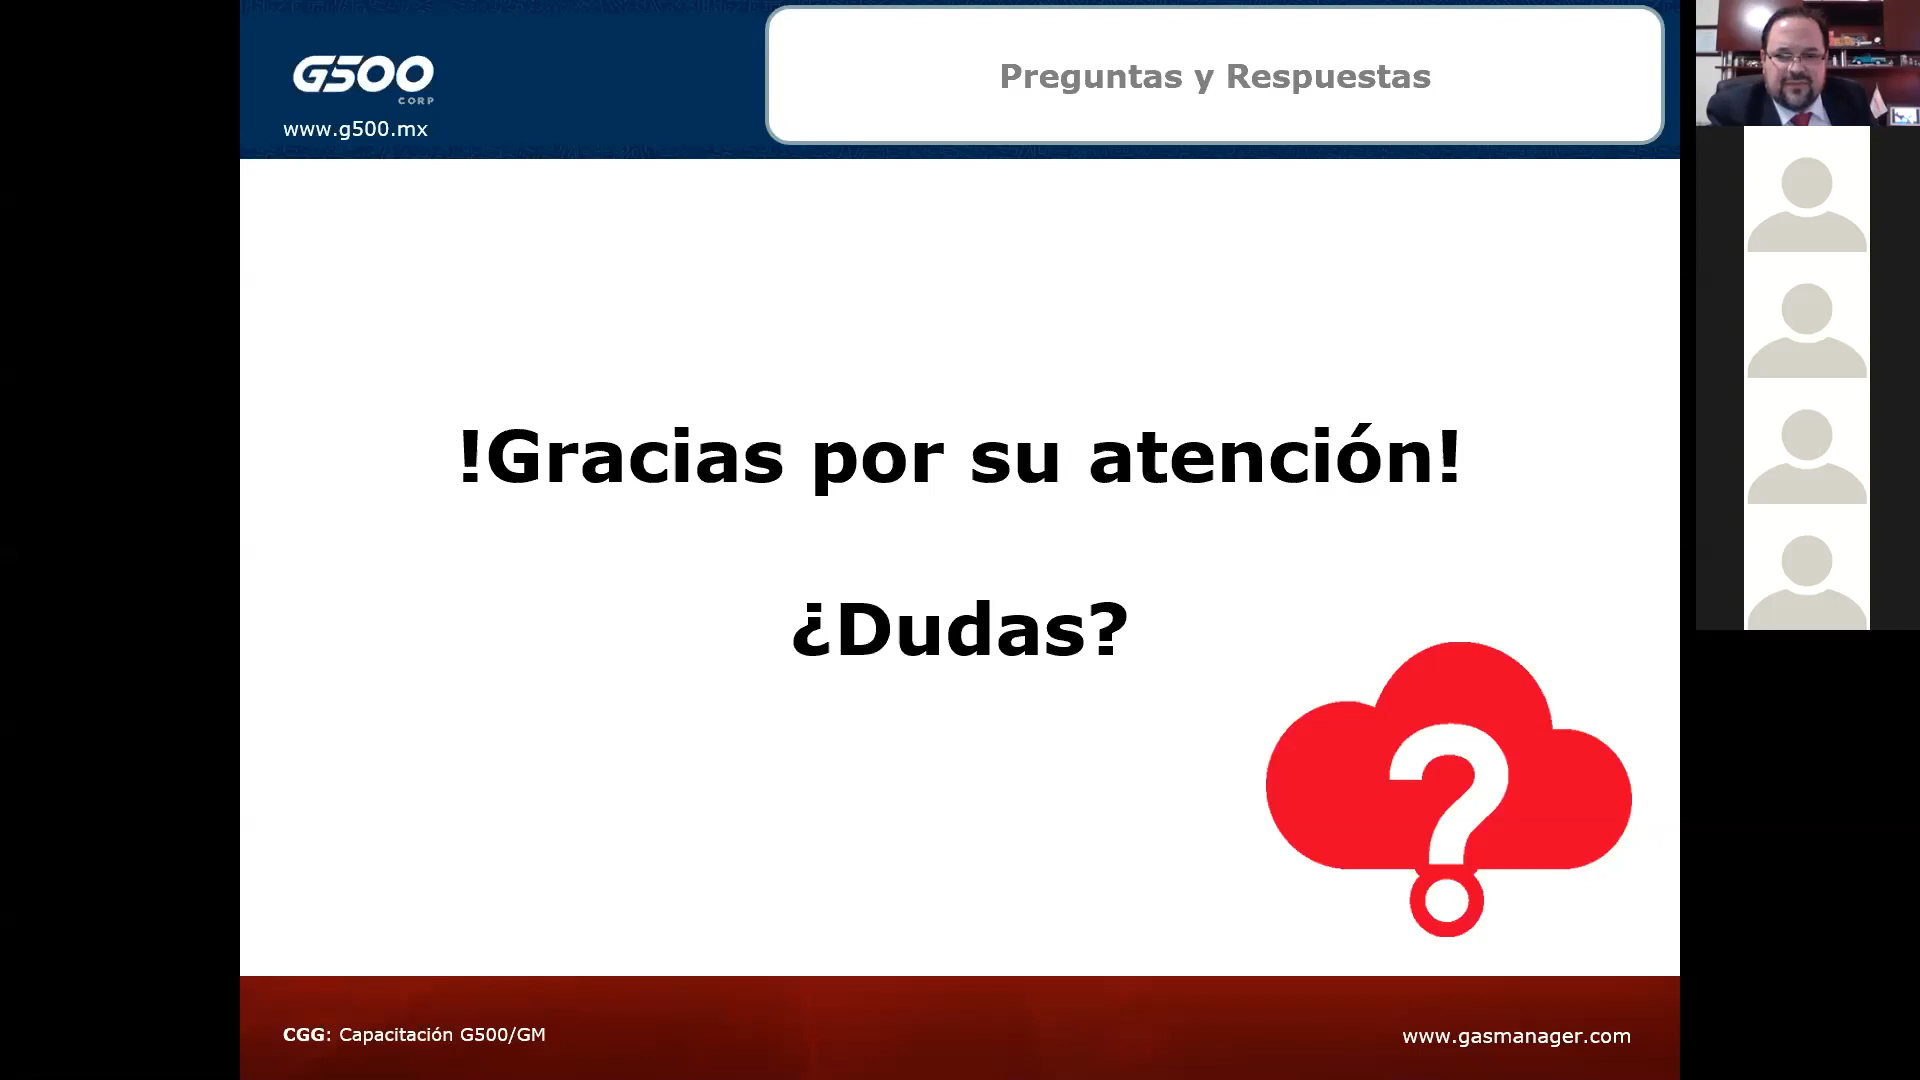 G500
CORP
www.g500.mx
Preguntas y Respuestas
!Gracias por su atención!
¿Dudas?
?
CGG: Capacitación G500/GM
www.gasmanager.com